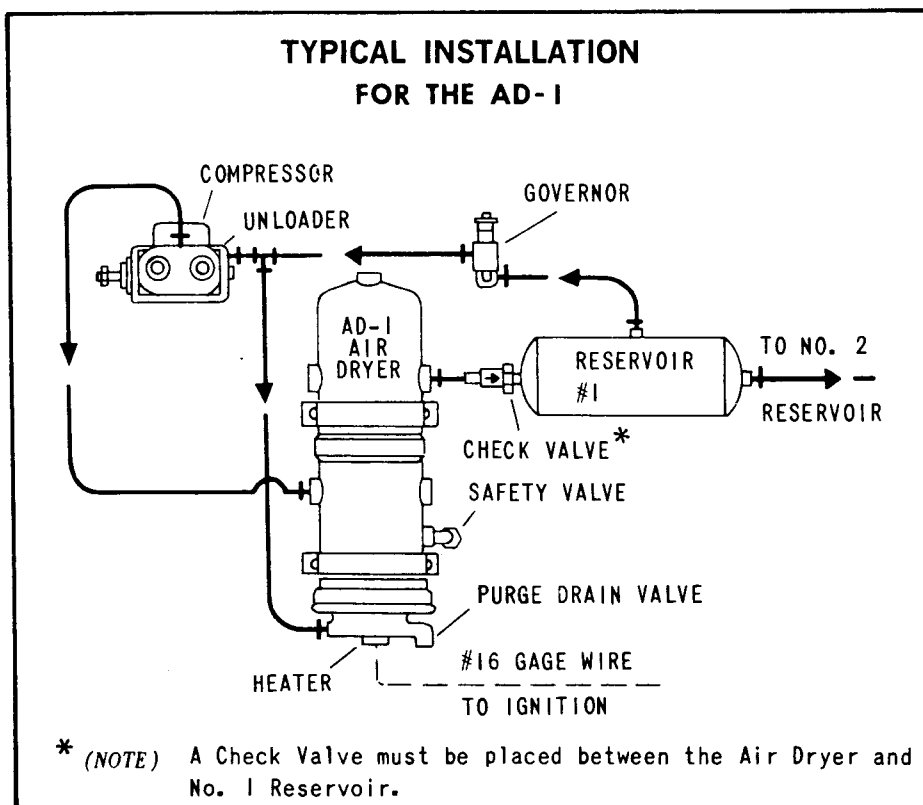 TYPICAL INSTALLATION
FOR THE AD-1
COMPRESSOR
UNLOADER
GOVERNOR
AD-1
AIR
DRYER
RESERVOIR
#1
TO NO. 2
RESERVOIR
CHECK VALVE*
SAFETY VALVE
PURGE DRAIN VALVE
HEATER
#16 GAGE WIRE
TO IGNITION
* (NOTE) A Check Valve must be placed between the Air Dryer and
No. 1 Reservoir.